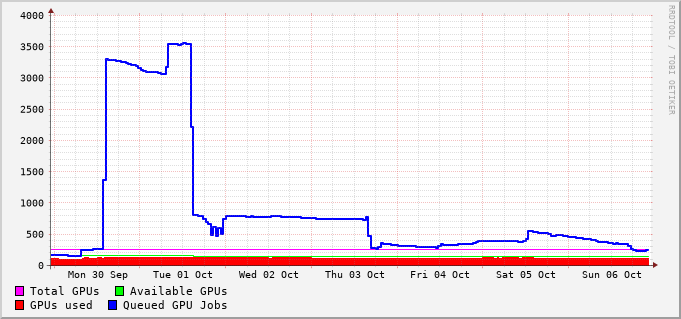 4000
3500
3000
2500
2000
1500
1000
500
0
Mon 30 Sep Tue 01 Oct Wed 02 Oct Thu 03 Oct Fri 04 Oct Sat 05 Oct Sun 06 Oct
Total GPUs Available GPUs
GPUs used Queued GPU Jobs
RRDTOOL / TOBI OETIKER